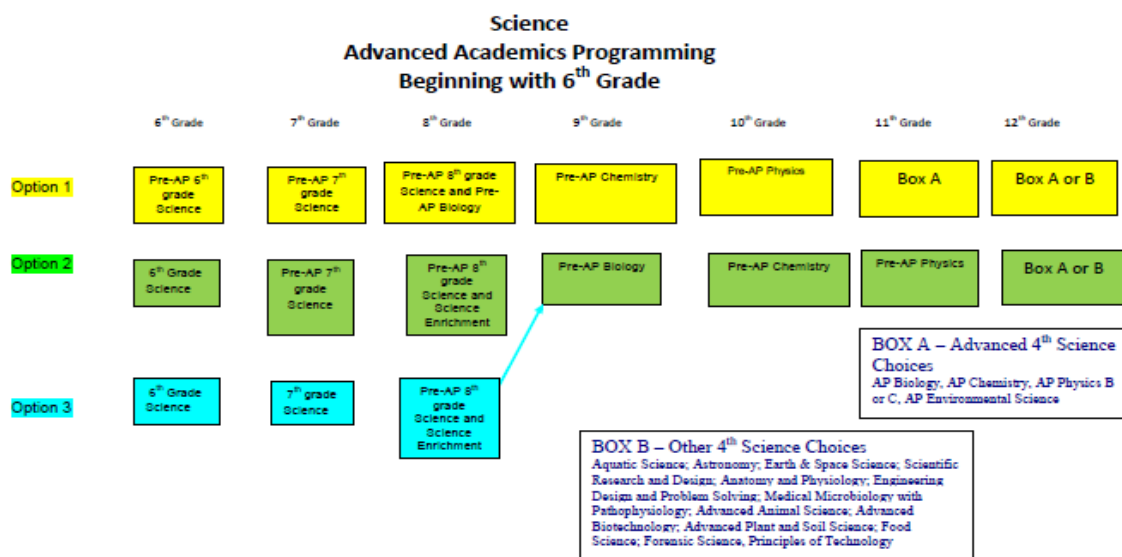 Science
Advanced Academics Programming
Beginning with 6th Grade
6th Grade
7th Grade
8th Grade
9th Grade
10th Grade
11th Grade
12th Grade
Option 1
Pre-AP 6th
grade
Science
Pre-AP 7th
grade
Science
Pre-AP 8th grade
Science and Pre-
AP Biology
Pre-AP Chemistry
Pre-AP Physics
Box A
Box A or B
Option 2
6th Grade
Science
Pre-AP 7th
grade
Science
Pre-AP 8th
grade
Science and
Science
Enrichment
Pre-AP Biology
Pre-AP Chemistry
Pre-AP Physics
Box A or B
Option 3
6th Grade
Science
7th grade
Science
Pre-AP 8th
grade
Science and
Science
Enrichment
BOX A – Advanced 4th Science
Choices
AP Biology, AP Chemistry, AP Physics B
or C, AP Environmental Science
BOX B – Other 4th Science Choices
Aquatic Science; Astronomy; Earth & Space Science; Scientific
Research and Design; Anatomy and Physiology; Engineering
Design and Problem Solving; Medical Microbiology with
Pathophysiology; Advanced Animal Science; Advanced
Biotechnology; Advanced Plant and Soil Science; Food
Science; Forensic Science, Principles of Technology